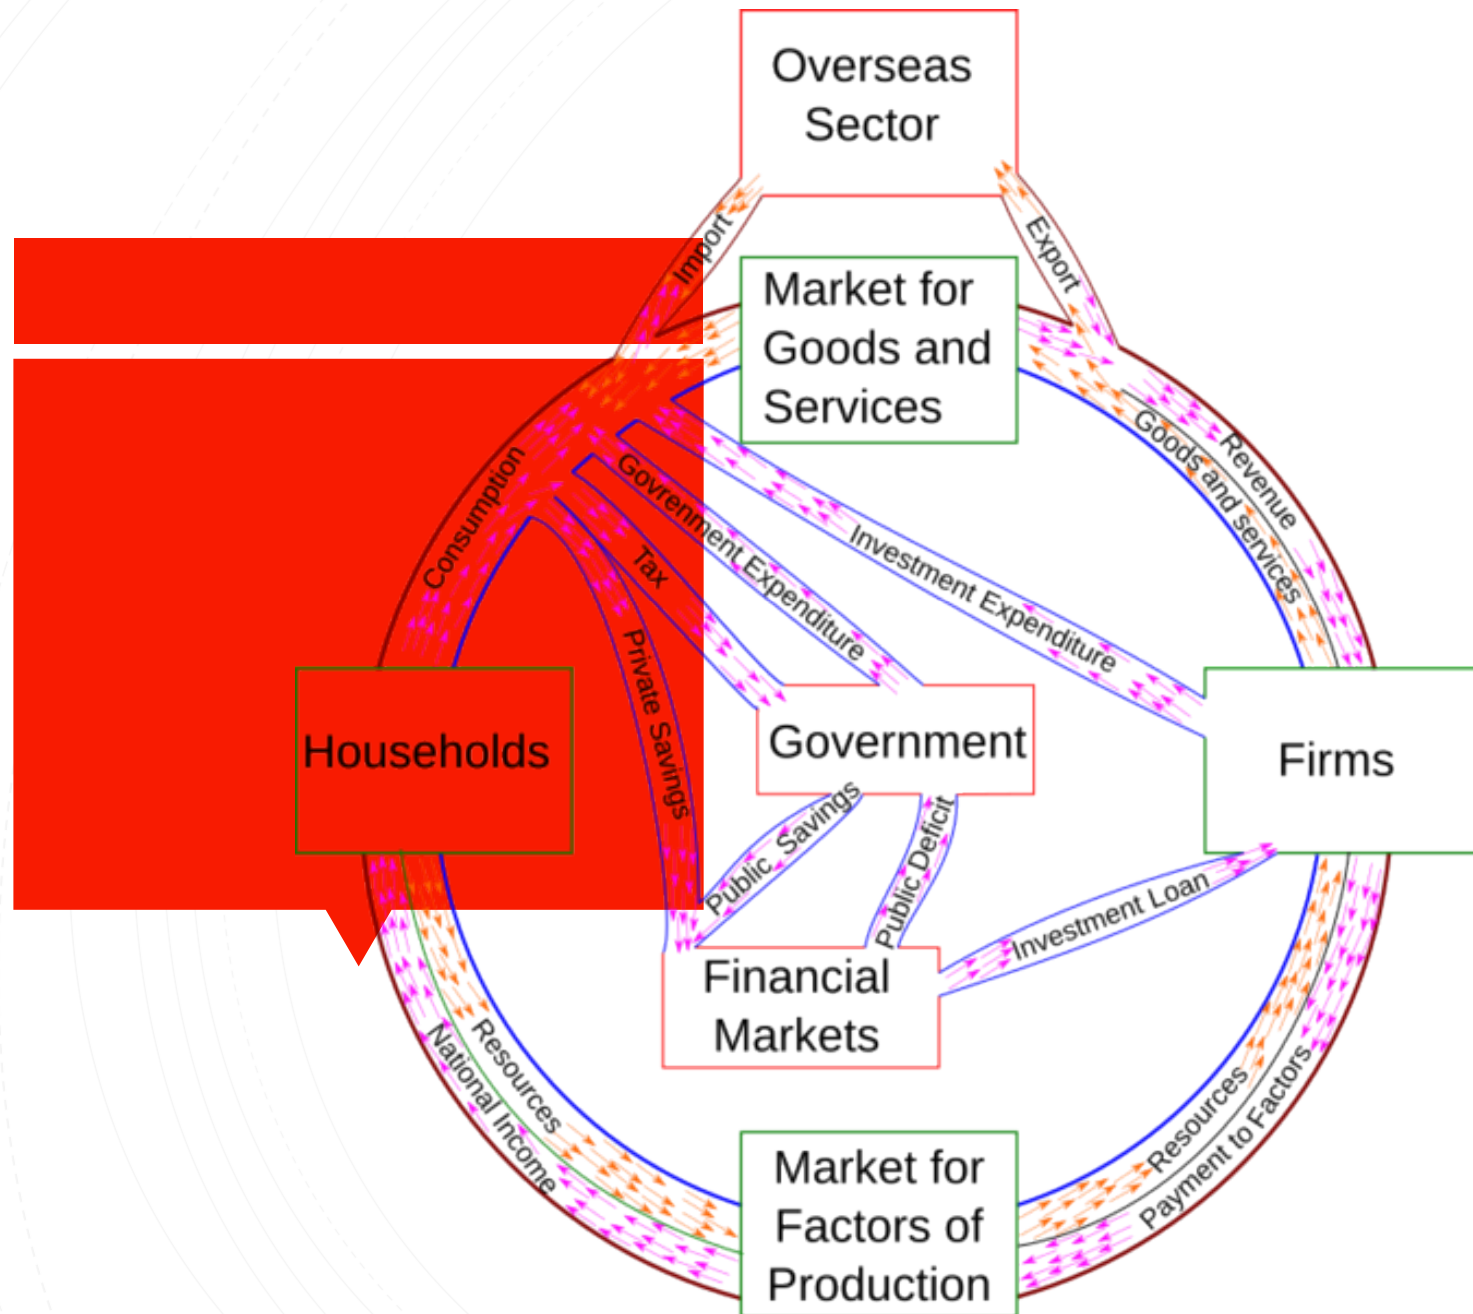 Overseas
Sector
Import
Export
Market for
Goods and
Services
Consumption
Govrenment Expenditure
Tax
Investment Expenditure
Goods and services
Revenue
Private Savings
Households
Government
Firms
Public Savings
Public Deficit
Investment Loan
Financial
Markets
National Income
Resources
Resources
Payment to Factors
Market for
Factors of
Production